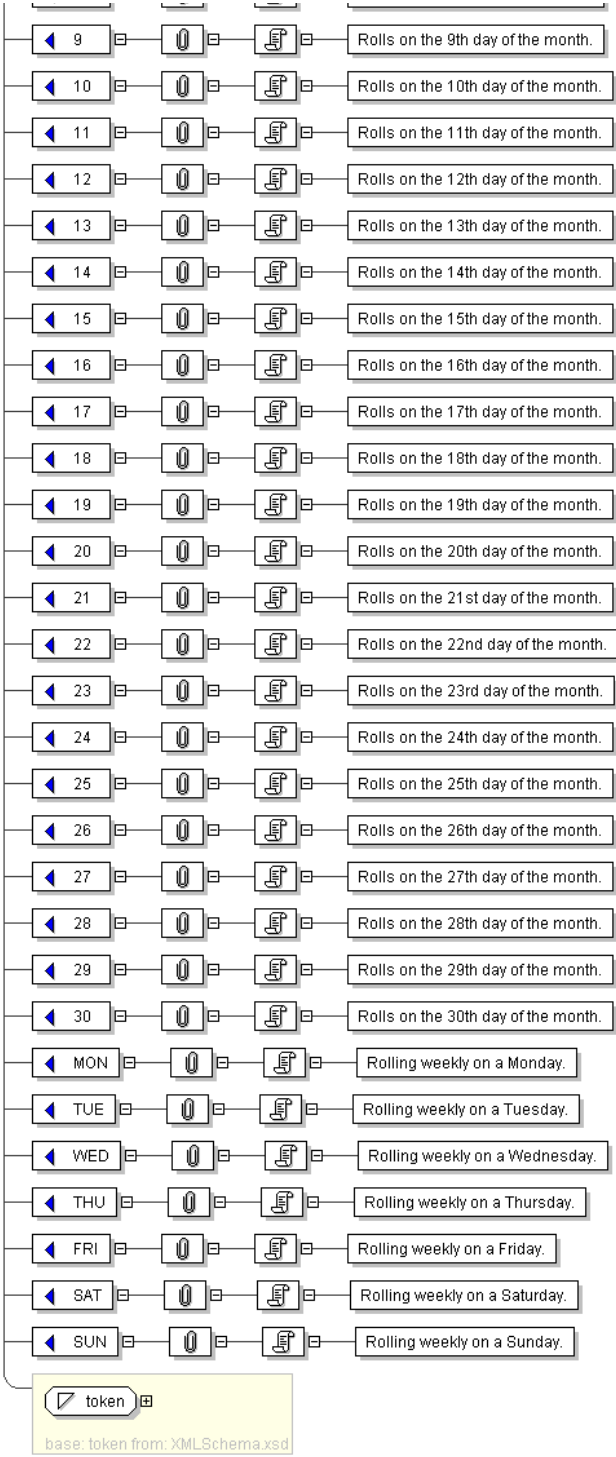 9 Rolls on the 9th day of the month.
10 Rolls on the 10th day of the month.
11 Rolls on the 11th day of the month.
12 Rolls on the 12th day of the month.
13 Rolls on the 13th day of the month.
14 Rolls on the 14th day of the month.
15 Rolls on the 15th day of the month.
16 Rolls on the 16th day of the month.
17 Rolls on the 17th day of the month.
18 Rolls on the 18th day of the month.
19 Rolls on the 19th day of the month.
20 Rolls on the 20th day of the month.
21 Rolls on the 21st day of the month.
22 Rolls on the 22nd day of the month.
23 Rolls on the 23rd day of the month.
24 Rolls on the 24th day of the month.
25 Rolls on the 25th day of the month.
26 Rolls on the 26th day of the month.
27 Rolls on the 27th day of the month.
28 Rolls on the 28th day of the month.
29 Rolls on the 29th day of the month.
30 Rolls on the 30th day of the month.
MON Rolling weekly on a Monday.
TUE Rolling weekly on a Tuesday.
WED Rolling weekly on a Wednesday.
THU Rolling weekly on a Thursday.
FRI Rolling weekly on a Friday.
SAT Rolling weekly on a Saturday.
SUN Rolling weekly on a Sunday.
token
base: token from: XMLSchema.xsd